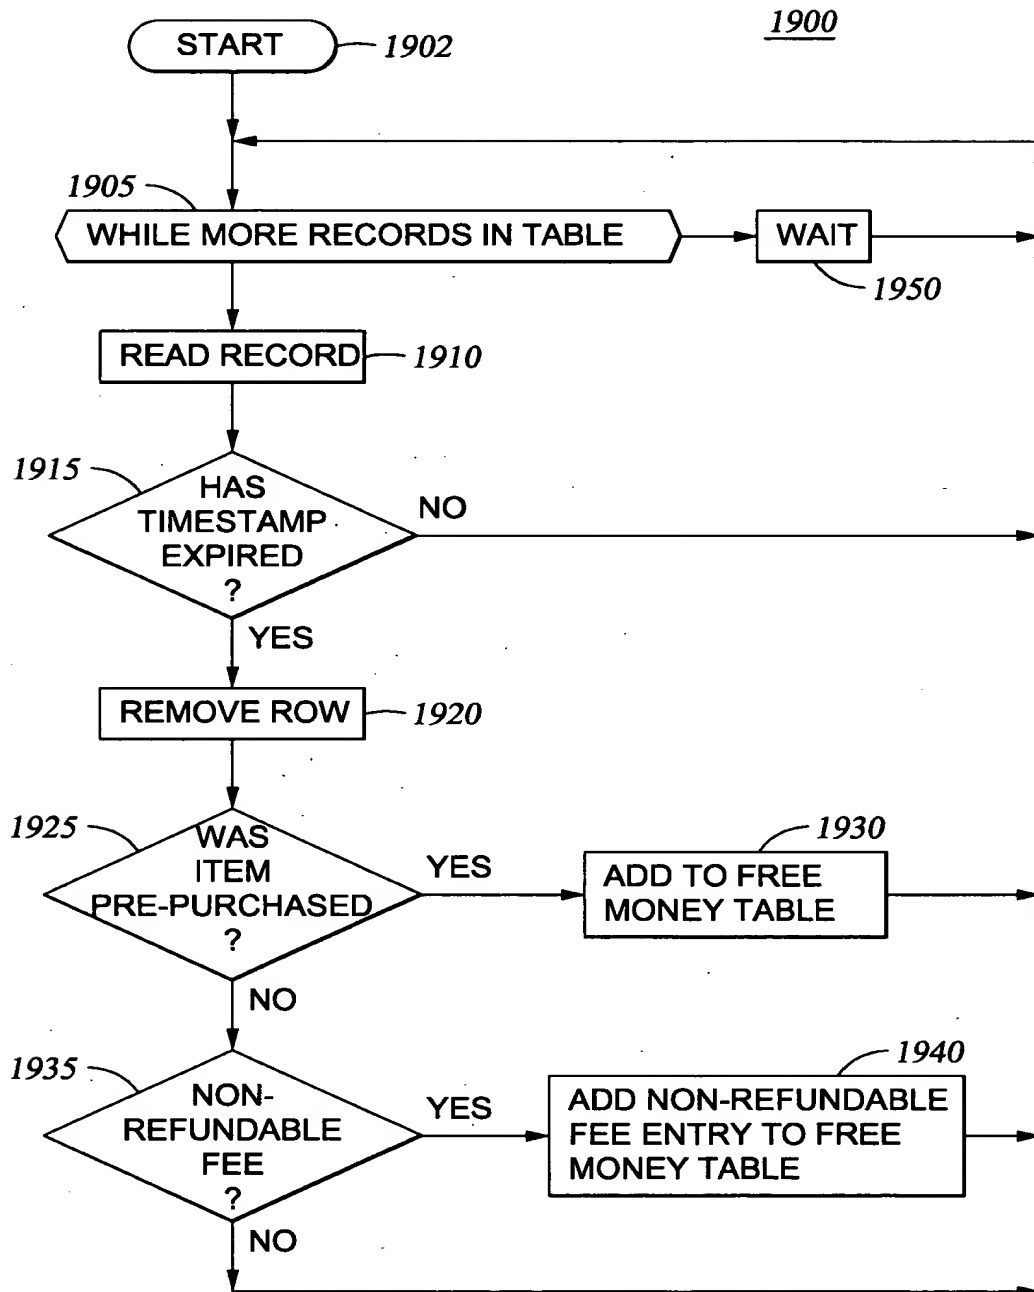 1900
START 1902
1905
WHILE MORE RECORDS IN TABLE
WAIT
1950
READ RECORD 1910
1915
HAS
TIMESTAMP
EXPIRED
?
NO
YES
REMOVE ROW 1920
1925
WAS
ITEM
PRE-PURCHASED
?
YES
1930
ADD TO FREE
MONEY TABLE
NO
1935
NON-
REFUNDABLE
FEE
?
YES
1940
ADD NON-REFUNDABLE
FEE ENTRY TO FREE
MONEY TABLE
NO